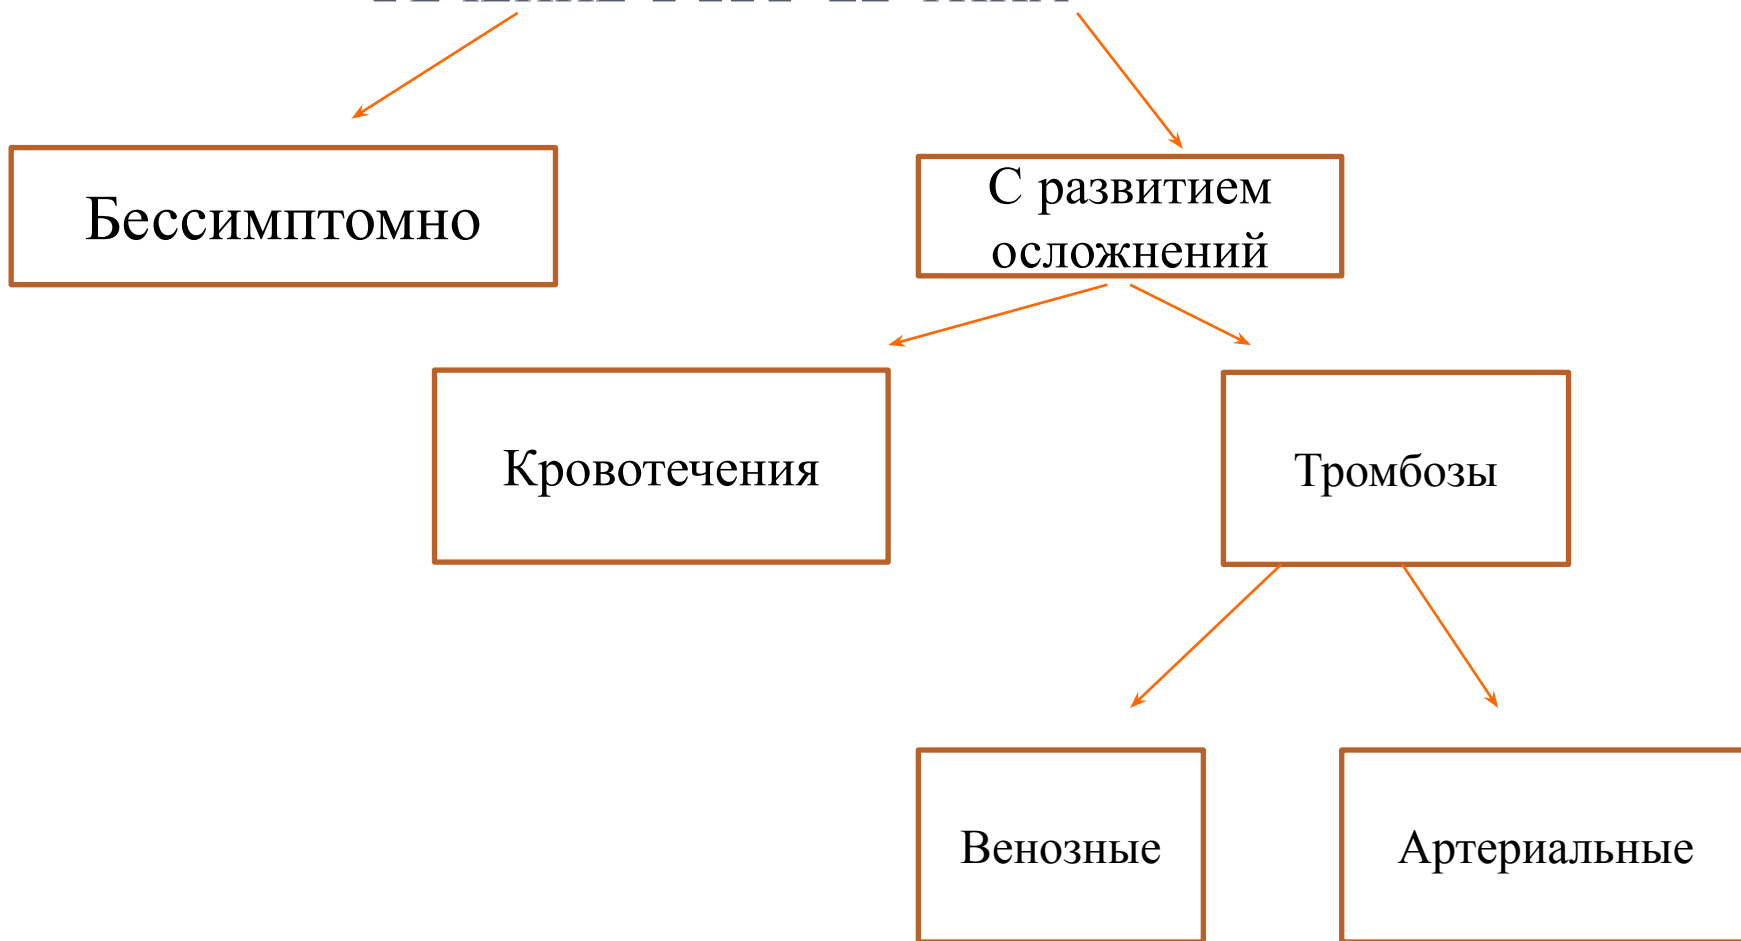 Бессимптомно
С развитием
осложнений
Кровотечения
Тромбозы
Венозные
Артериальные